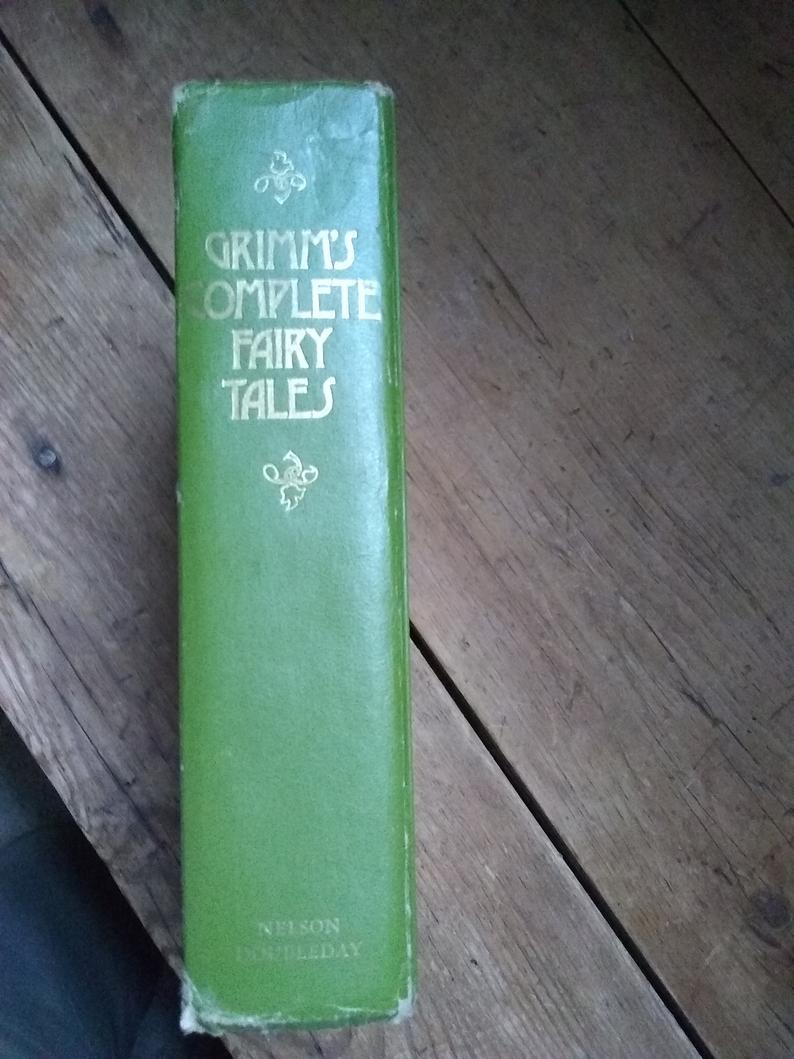 GRIMM'S
COMPLETE
FAIRY
TALES
NELSON
DOUBLEDAY